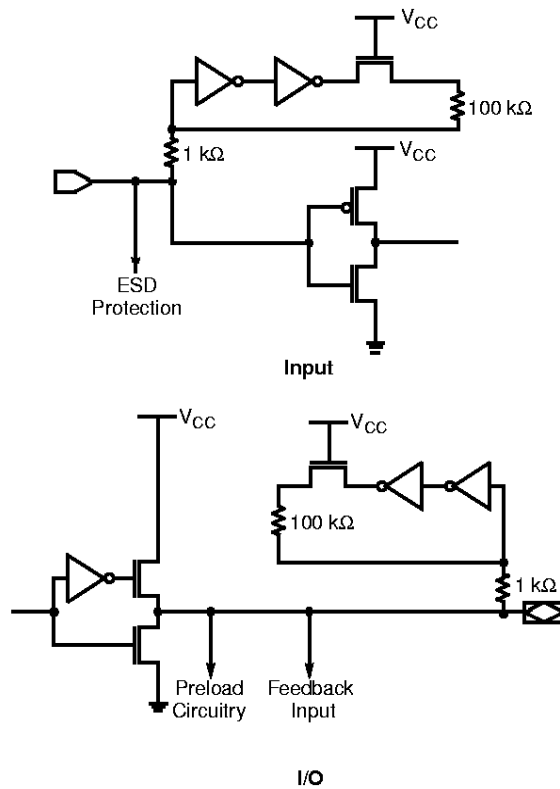 VCC
100 kΩ
1 kΩ
VCC
ESD
Protection
Input
VCC
VCC
100 kΩ
1 kΩ
Preload
Circuitry
Feedback
Input
I/O